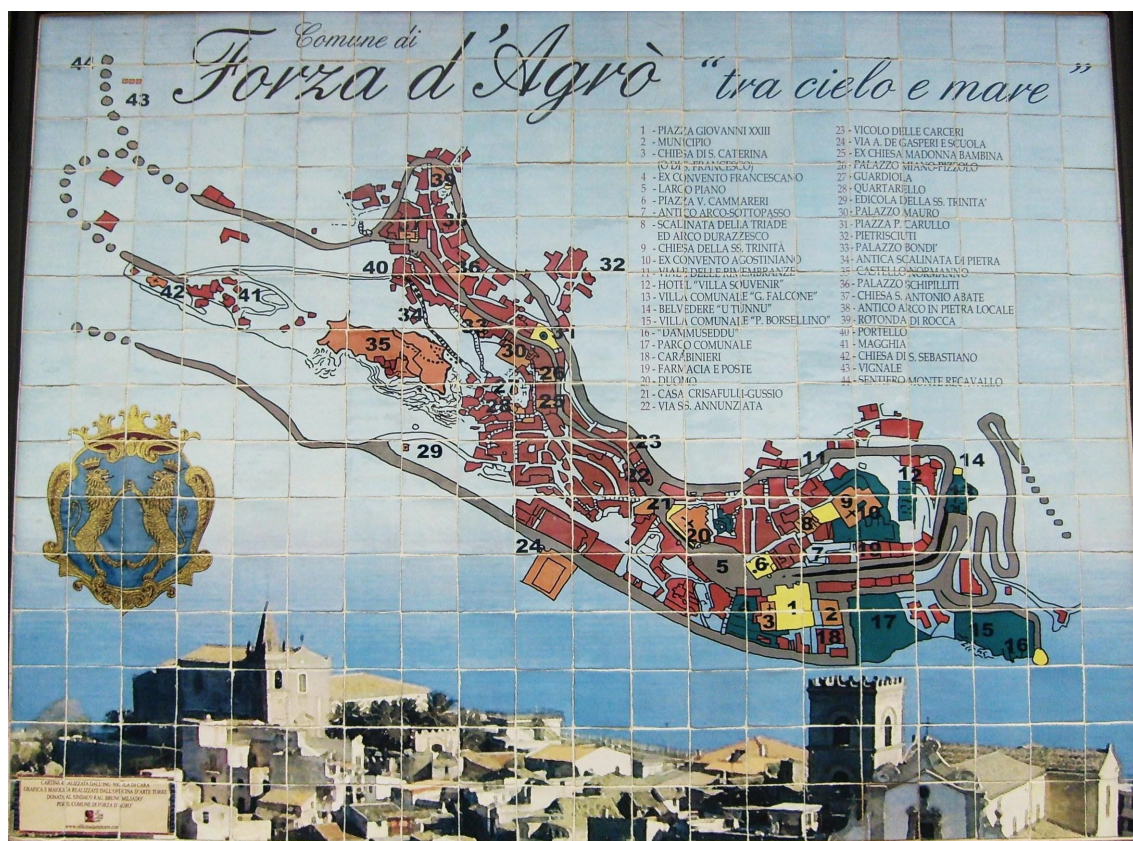 Comune di
Forza d'Agrò "tra cielo e mare"
1 - PIAZZA GIOVANNI XXIII
2 - MUNICIPIO
3 - CHIESA DI S. CATERINA
(O DI S. FRANCESCO)
4 - EX CONVENTO FRANCESCANO
5 - LARGO PIANO
6 - PIAZZA V. CAMMARERI
7 - ANTICO ARCO-SOTTOPASSO
8 - SCALINATA DELLA TRIADE
ED ARCO DURAZZESCO
9 - CHIESA DELLA SS. TRINITÀ
10 - EX CONVENTO AGOSTINIANO
11 - VIALE DELLE RIMEMBRANZE
12 - HOTEL "VILLA SOUVENIR"
13 - VILLA COMUNALE "G. FALCONE"
14 - BELVEDERE "U TUNNU"
15 - VILLA COMUNALE "P. BORSELLINO"
16 - "DAMMUSEDDU"
17 - PARCO COMUNALE
18 - CARABINIERI
19 - FARMACIA E POSTE
20 - DUOMO
21 - CASA CRISAFULLI-GUSSIO
22 - VIA SS. ANNUNZIATA
23 - VICOLO DELLE CARCERI
24 - VIA A. DE GASPERI E SCUOLA
25 - EX CHIESA MADONNA BAMBINA
26 - PALAZZO MIANO-PIZZOLO
27 - GUARDIOLA
28 - QUARTARELLO
29 - EDICOLA DELLA SS. TRINITA'
30 - PALAZZO MAURO
31 - PIAZZA P. CARULLO
32 - PIETRISCIUTI
33 - PALAZZO BONDI'
34 - ANTICA SCALINATA DI PIETRA
35 - CASTELLO NORMANNO
36 - PALAZZO SCHIPILLITI
37 - CHIESA S. ANTONIO ABATE
38 - ANTICO ARCO IN PIETRA LOCALE
39 - ROTONDA DI ROCCA
40 - PORTELLO
41 - MAGGHIA
42 - CHIESA DI S. SEBASTIANO
43 - VIGNALE
44 - SENTIERO MONTE RECAVALLO
44
43
39
40
36
32
42
41
34
33
31
35
30
26
27
28
25
29
23
22
11
12
14
21
20
9
10
8
24
5
6
7
19
3
1
2
18
17
15
16